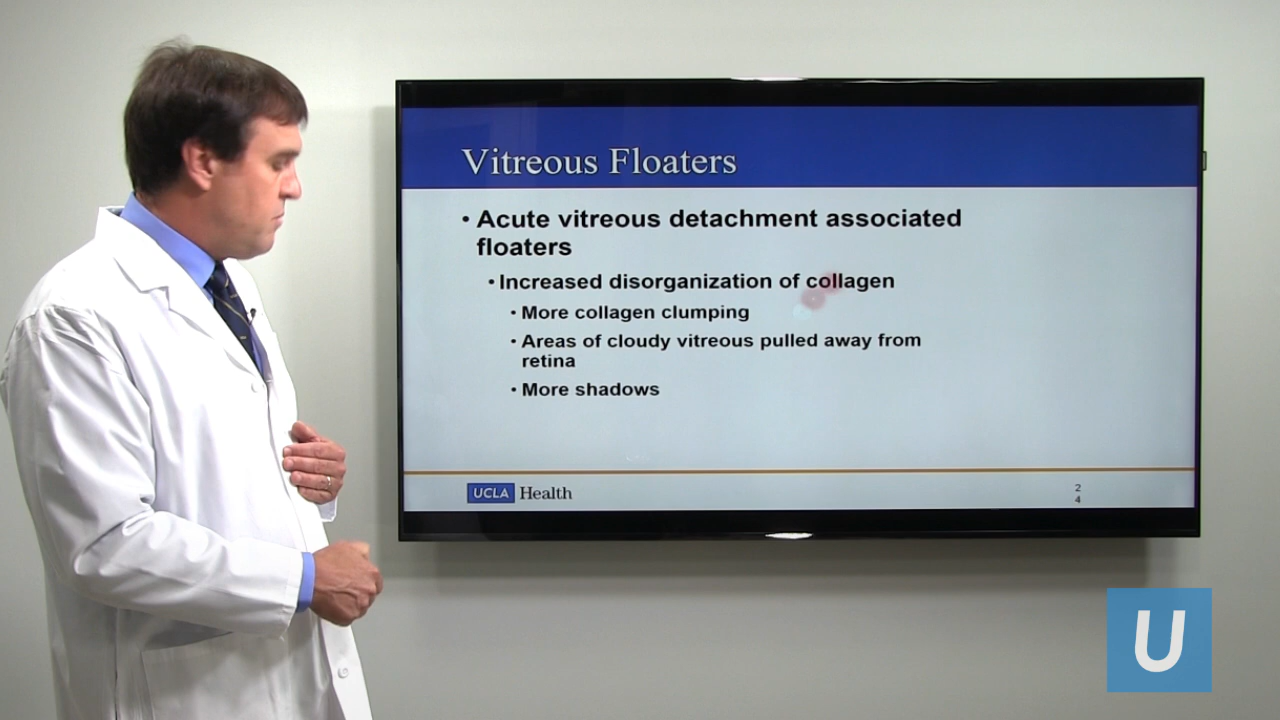 Vitreous Floaters
• Acute vitreous detachment associated
floaters
• Increased disorganization of collagen
• More collagen clumping
• Areas of cloudy vitreous pulled away from
retina
• More shadows
UCLA Health
2
4
U